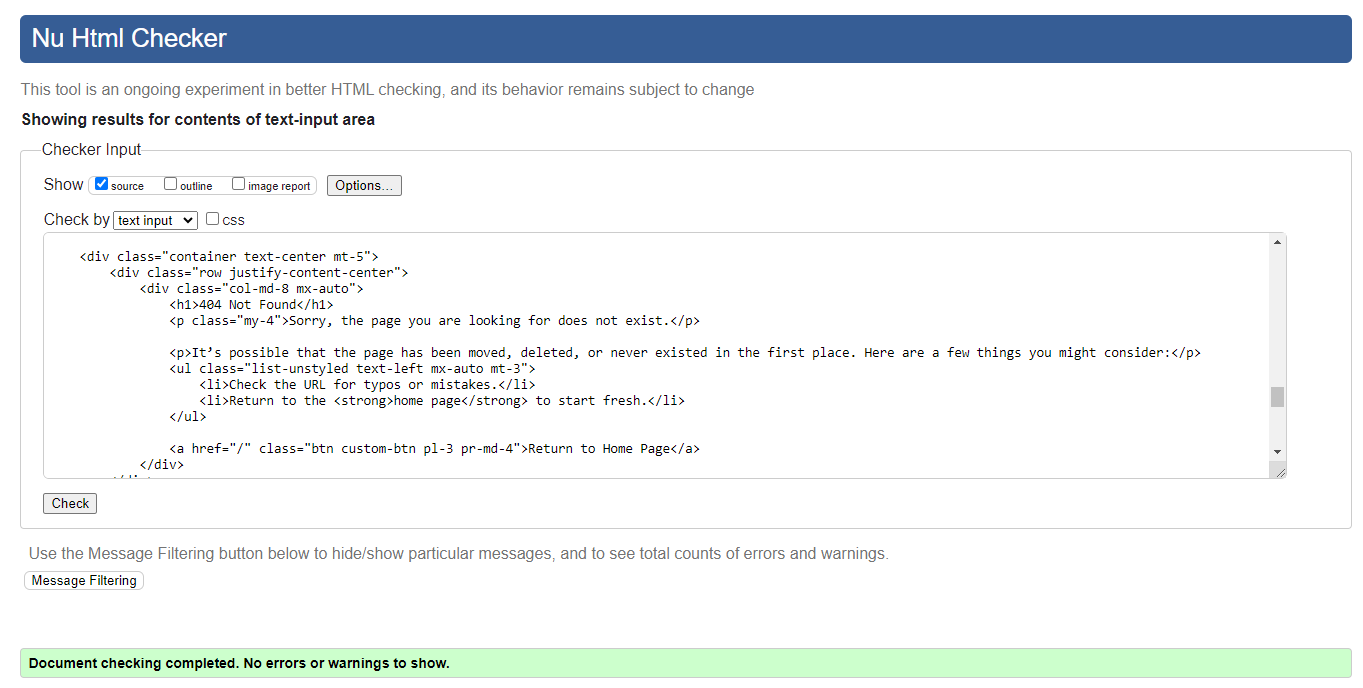 Nu Html Checker
This tool is an ongoing experiment in better HTML checking, and its behavior remains subject to change
Showing results for contents of text-input area
Checker Input
Show source outline image report Options...
Check by text input css
<div class="container text-center mt-5">
<div class="row justify-content-center">
<div class="col-md-8 mx-auto">
<h1>404 Not Found</h1>
<p class="my-4">Sorry, the page you are looking for does not exist.</p>
<p>It’s possible that the page has been moved, deleted, or never existed in the first place. Here are a few things you might consider:</p>
<ul class="list-unstyled text-left mx-auto mt-3">
<li>Check the URL for typos or mistakes.</li>
<li>Return to the <strong>home page</strong> to start fresh.</li>
</ul>
<a href="/" class="btn custom-btn pl-3 pr-md-4">Return to Home Page</a>
</div>
Check
Use the Message Filtering button below to hide/show particular messages, and to see total counts of errors and warnings.
Message Filtering
Document checking completed. No errors or warnings to show.